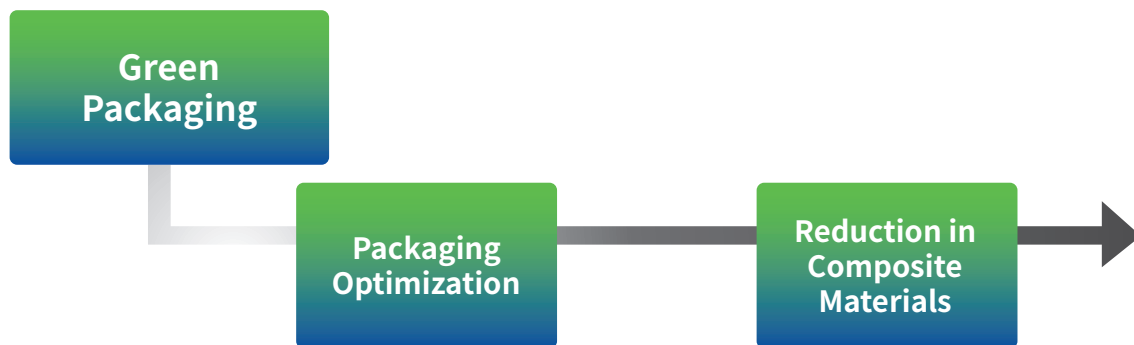 Green
Packaging
Packaging
Optimization
Reduction in
Composite
Materials